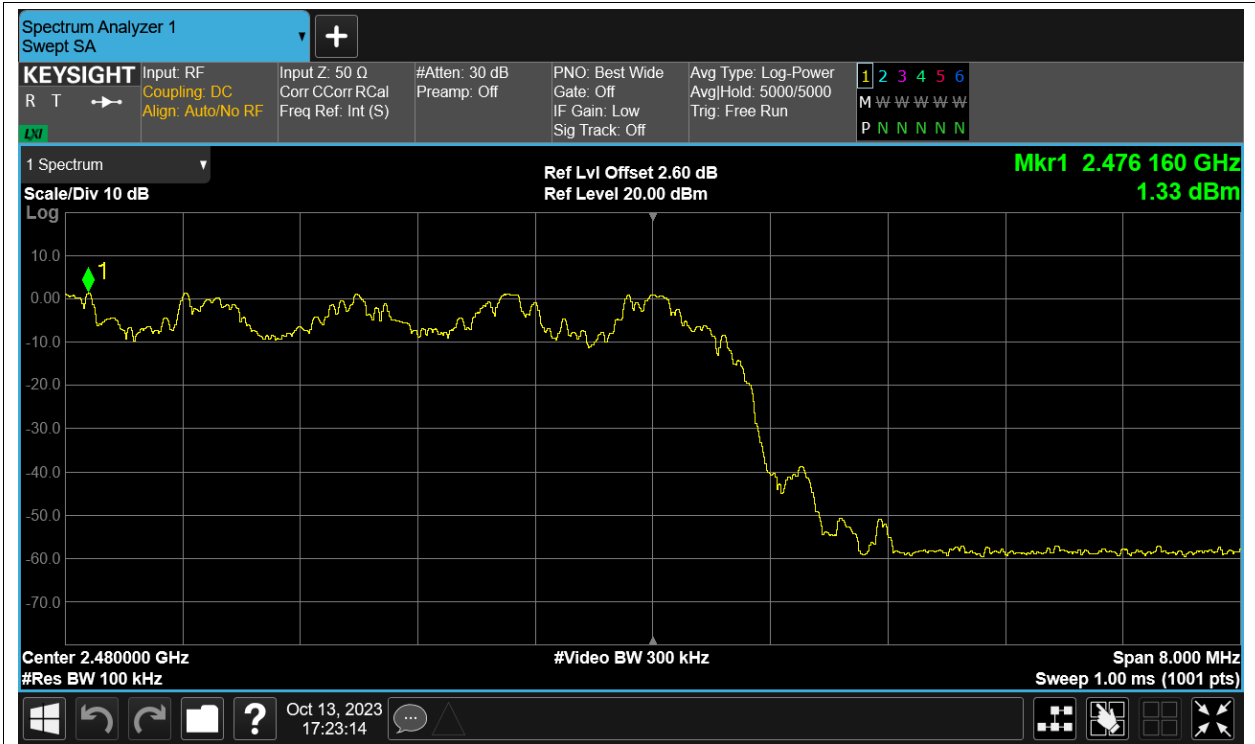 Spectrum Analyzer 1
Swept SA
KEYSIGHT
R T
LXI
Input: RF
Coupling: DC
Align: Auto/No RF
Input Z: 50 Ω
Corr CCorr RCal
Freq Ref: Int (S)
#Atten: 30 dB
Preamp: Off
PNO: Best Wide
Gate: Off
IF Gain: Low
Sig Track: Off
Avg Type: Log-Power
Avg|Hold: 5000/5000
Trig: Free Run
1 2 3 4 5 6
M W W W W W
P N N N N N
1 Spectrum
Scale/Div 10 dB
Log
Ref Lvl Offset 2.60 dB
Ref Level 20.00 dBm
Mkr1 2.476 160 GHz
1.33 dBm
1
10.0
0.00
-10.0
-20.0
-30.0
-40.0
-50.0
-60.0
-70.0
Center 2.480000 GHz
#Res BW 100 kHz
#Video BW 300 kHz
Span 8.000 MHz
Sweep 1.00 ms (1001 pts)
?
Oct 13, 2023
17:23:14